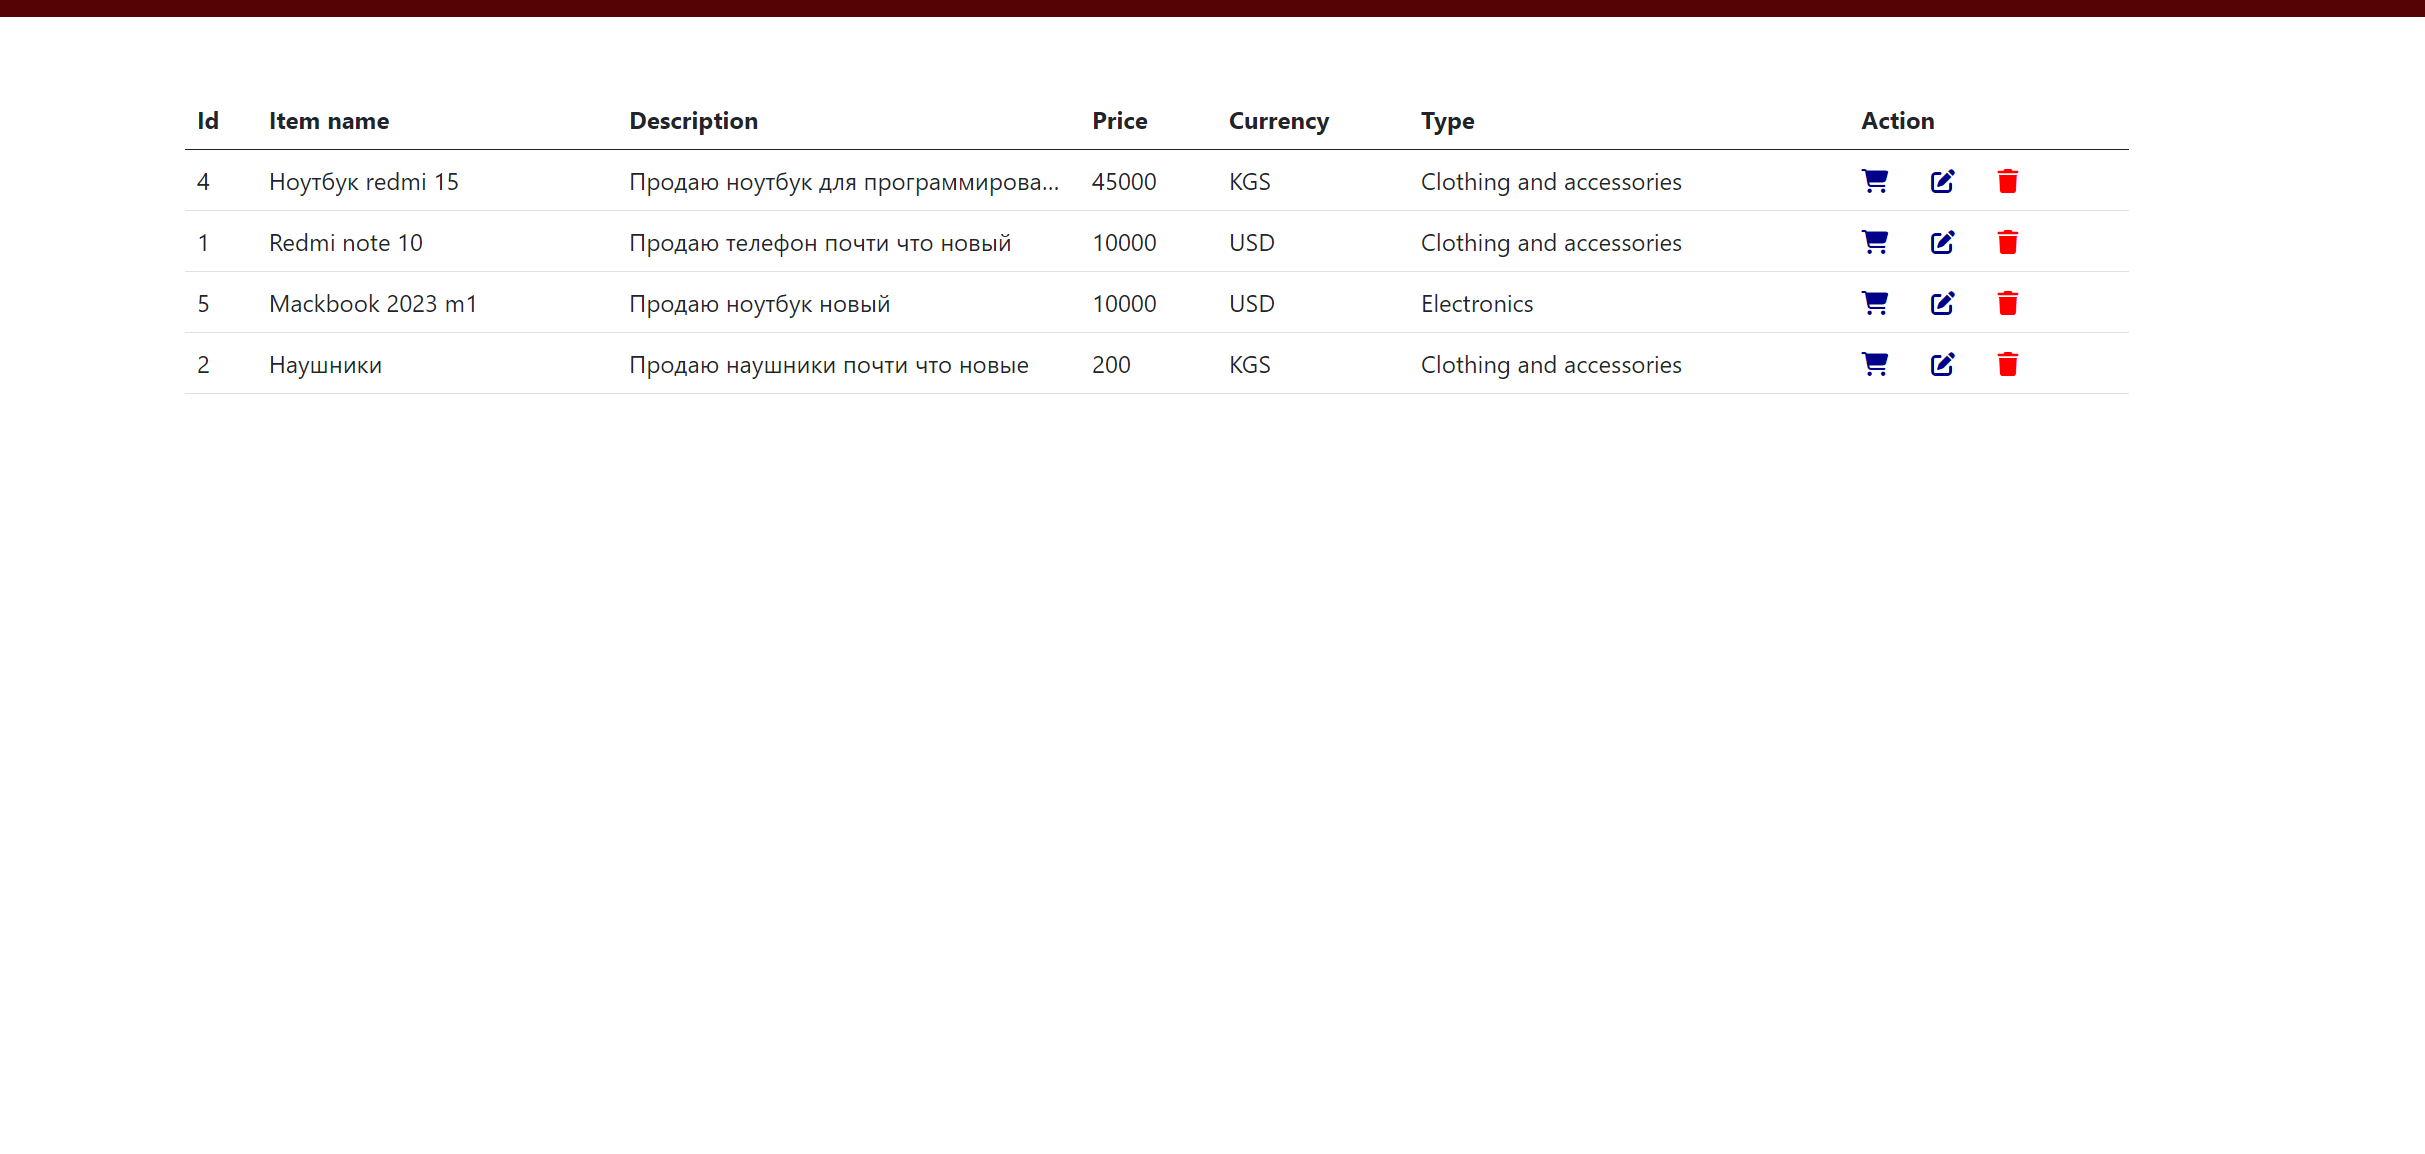 Id Item name Description Price Currency Type Action
4 Ноутбук redmi 15 Продаю ноутбук для программирова... 45000 KGS Clothing and accessories
1 Redmi note 10 Продаю телефон почти что новый 10000 USD Clothing and accessories
5 Mackbook 2023 m1 Продаю ноутбук новый 10000 USD Electronics
2 Наушники Продаю наушники почти что новые 200 KGS Clothing and accessories